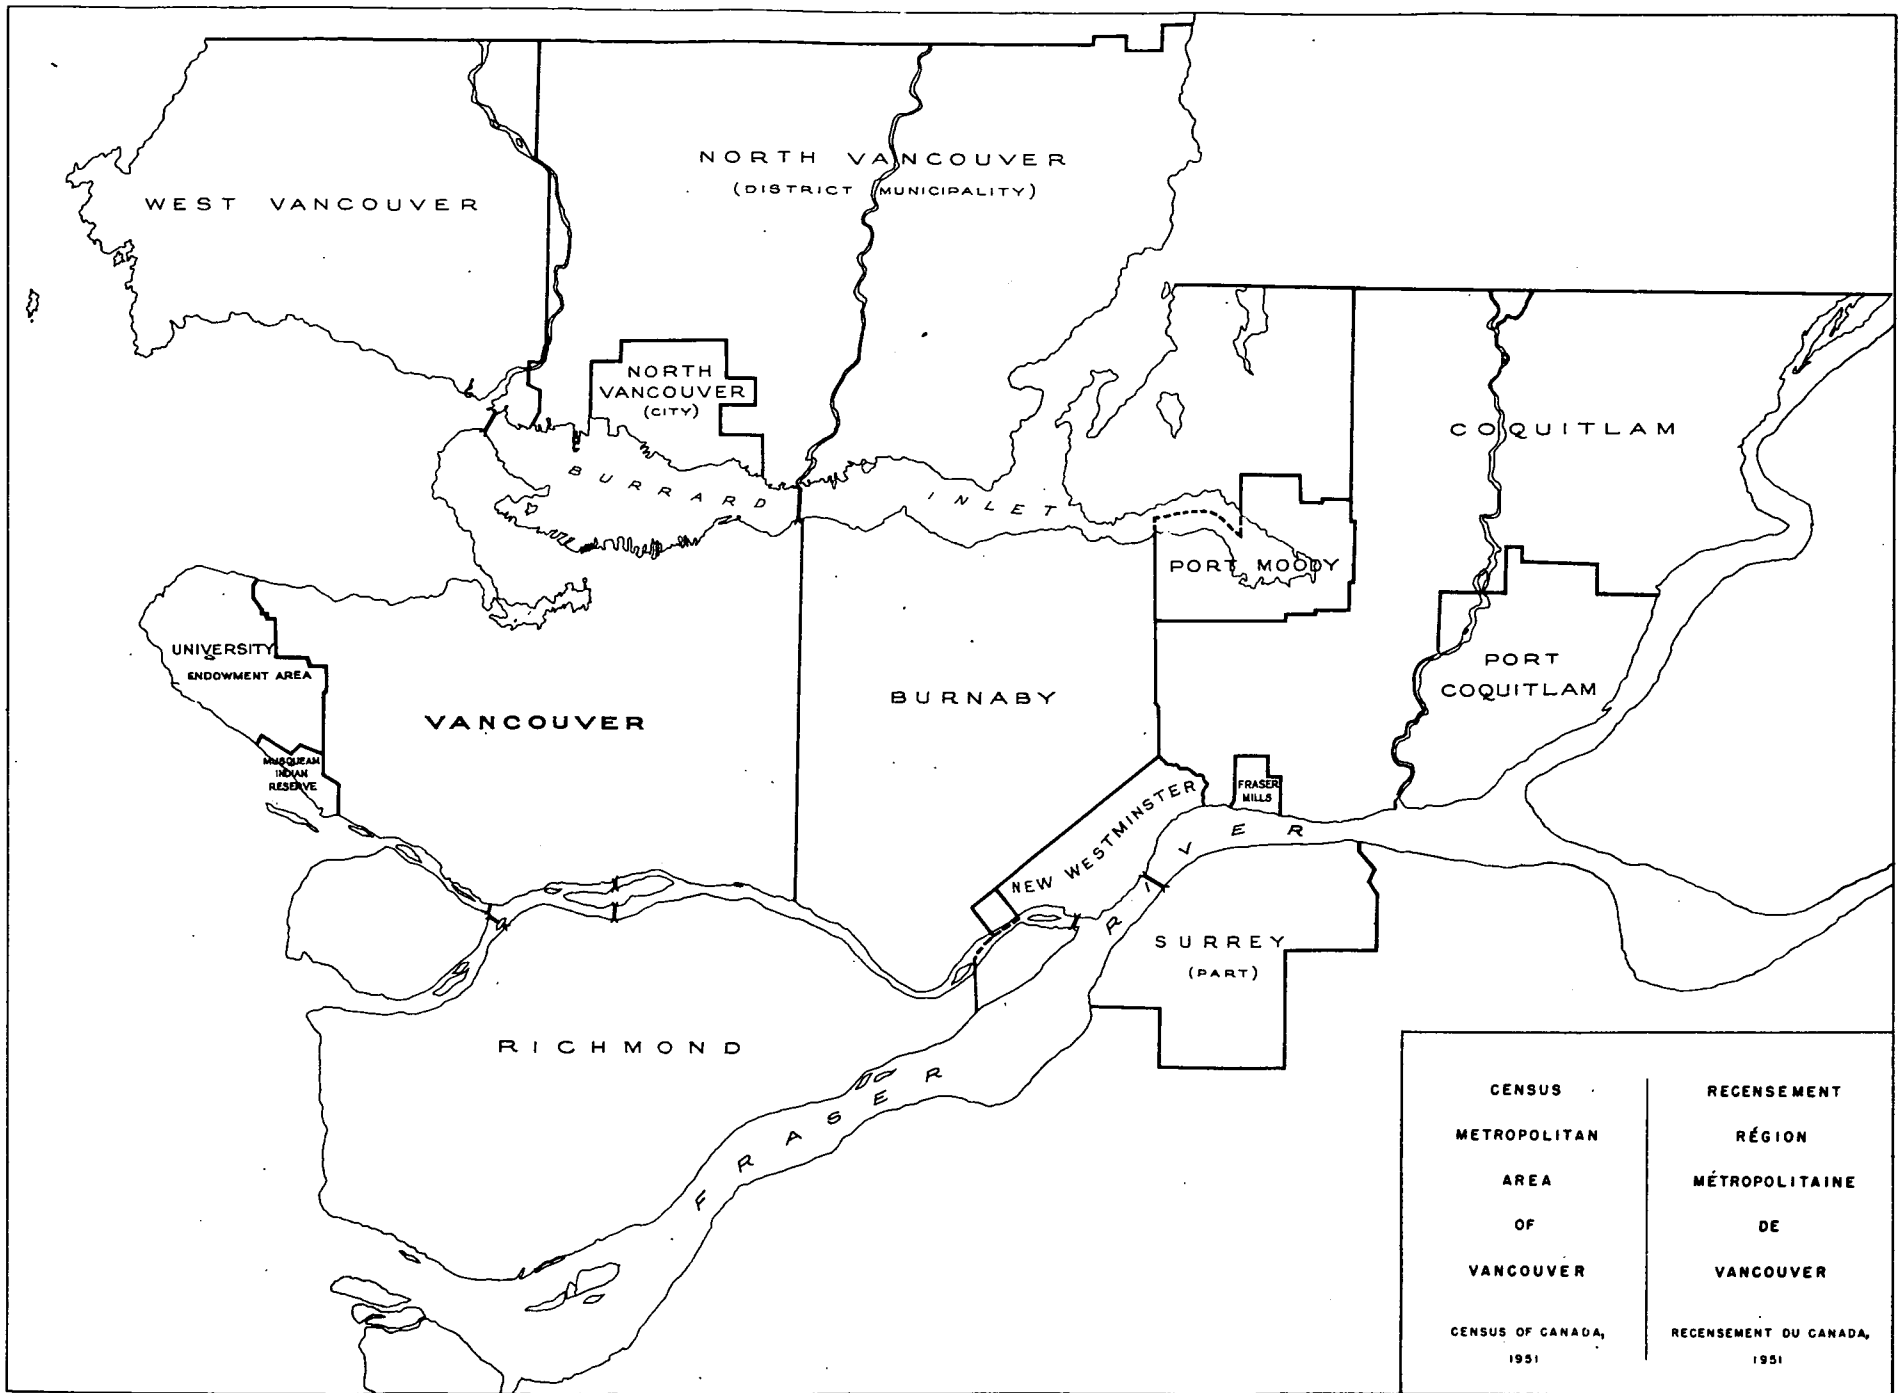 WEST VANCOUVER
NORTH VANCOUVER
(DISTRICT MUNICIPALITY)
NORTH
VANCOUVER
(CITY)
BURRARD INLET
COQUITLAM
PORT MOODY
UNIVERSITY
ENDOWMENT AREA
VANCOUVER
BURNABY
PORT
COQUITLAM
MUSQUEAM
INDIAN
RESERVE
FRASER
MILLS
NEW WESTMINSTER
SURREY
(PART)
RICHMOND
FRASER RIVER
CENSUS
METROPOLITAN
AREA
OF
VANCOUVER
CENSUS OF CANADA,
1951
RECENSEMENT
RÉGION
MÉTROPOLITAINE
DE
VANCOUVER
RECENSEMENT DU CANADA,
1951